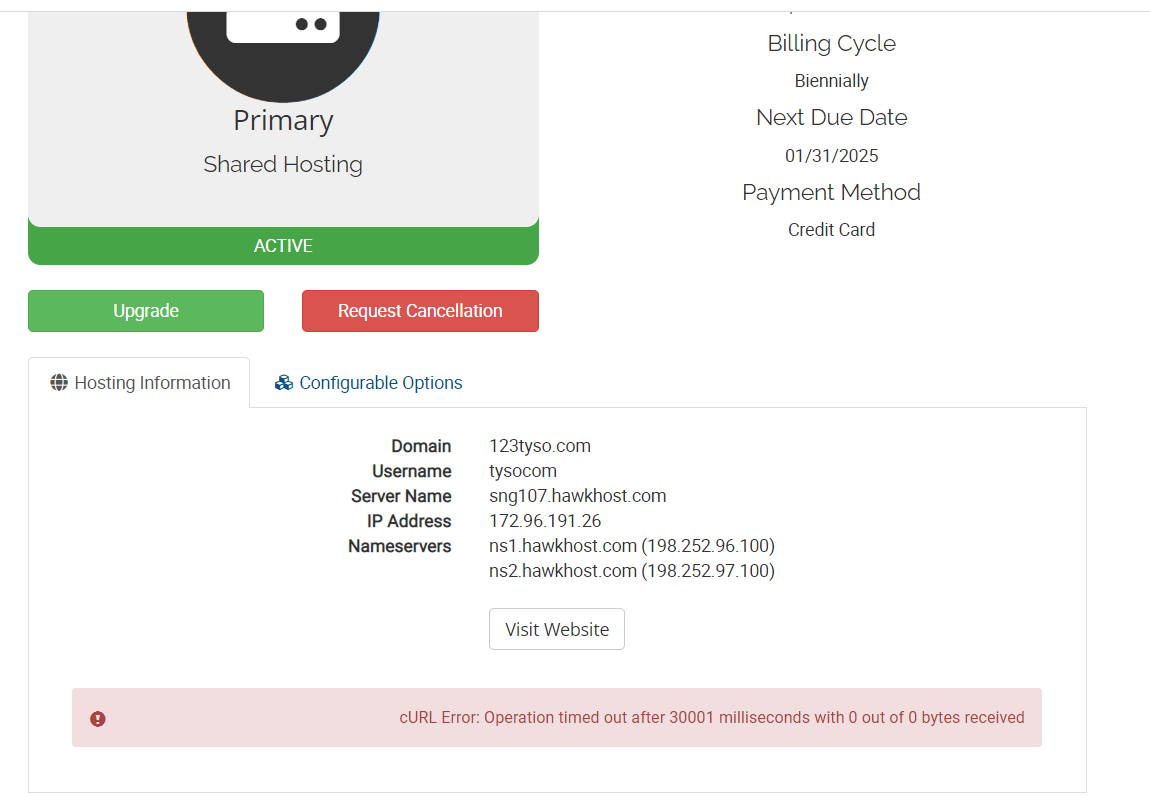 Primary
Shared Hosting
ACTIVE
Upgrade
Request Cancellation
Billing Cycle
Biennially
Next Due Date
01/31/2025
Payment Method
Credit Card
Hosting Information
Configurable Options
Domain 123tyso.com
Username tysocom
Server Name sng107.hawkhost.com
IP Address 172.96.191.26
Nameservers ns1.hawkhost.com (198.252.96.100)
ns2.hawkhost.com (198.252.97.100)
Visit Website
cURL Error: Operation timed out after 30001 milliseconds with 0 out of 0 bytes received